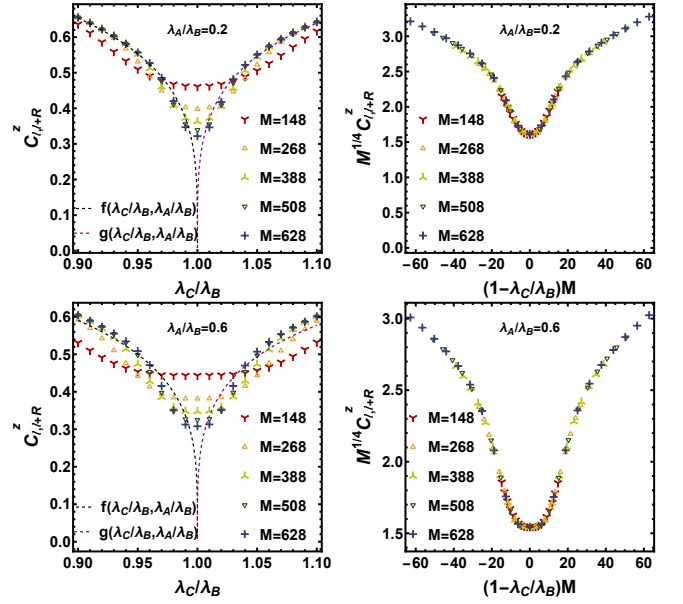 λA/λB=0.2
C^z_{l,l+R}
0.6
0.5
0.4
0.3
0.2
0.1
0.0
M=148
M=268
M=388
M=508
M=628
f(λC/λB,λA/λB)
g(λC/λB,λA/λB)
0.90 0.95 1.00 1.05 1.10
λC/λB
λA/λB=0.2
M^{1/4}C^z_{l,l+R}
3.0
2.5
2.0
1.5
1.0
0.5
0.0
M=148
M=268
M=388
M=508
M=628
-60 -40 -20 0 20 40 60
(1-λC/λB)M
λA/λB=0.6
C^z_{l,l+R}
0.6
0.5
0.4
0.3
0.2
0.1
0.0
M=148
M=268
M=388
M=508
M=628
f(λC/λB,λA/λB)
g(λC/λB,λA/λB)
0.90 0.95 1.00 1.05 1.10
λC/λB
λA/λB=0.6
M^{1/4}C^z_{l,l+R}
3.0
2.5
2.0
1.5
M=148
M=268
M=388
M=508
M=628
-60 -40 -20 0 20 40 60
(1-λC/λB)M